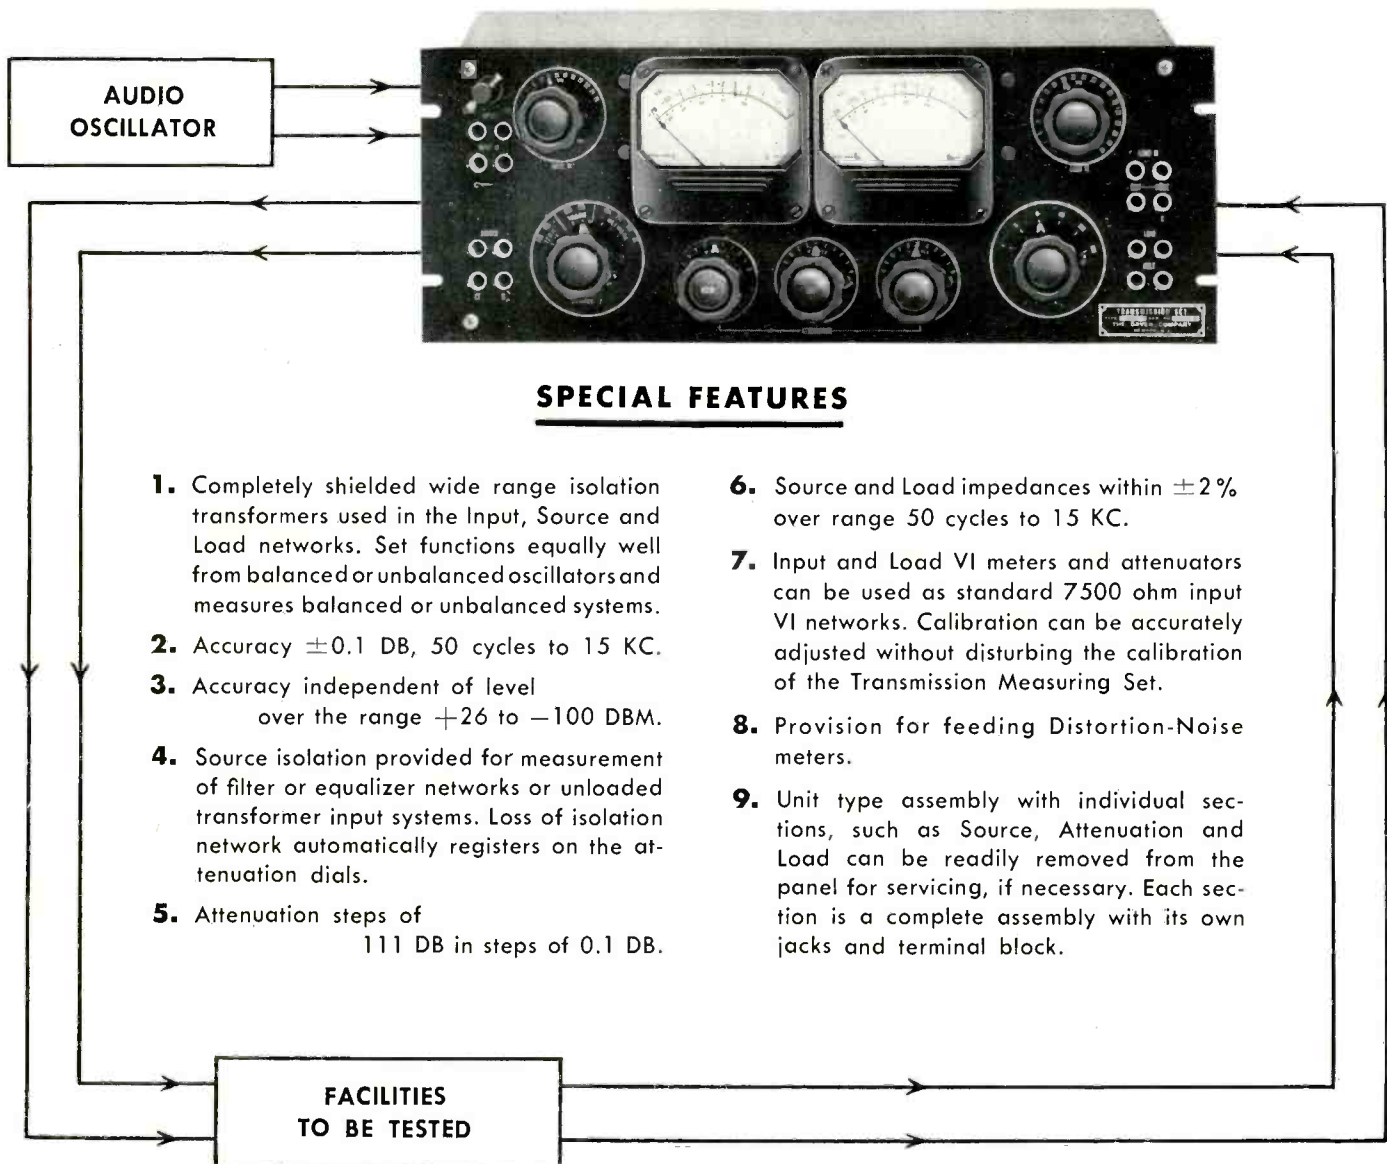 AUDIO
OSCILLATOR
TRANSMISSION SET
THE DAVEN COMPANY
SPECIAL FEATURES
1. Completely shielded wide range isolation
transformers used in the Input, Source and
Load networks. Set functions equally well
from balanced or unbalanced oscillators and
measures balanced or unbalanced systems.
2. Accuracy ±0.1 DB, 50 cycles to 15 KC.
3. Accuracy independent of level
over the range +26 to −100 DBM.
4. Source isolation provided for measurement
of filter or equalizer networks or unloaded
transformer input systems. Loss of isolation
network automatically registers on the at-
tenuation dials.
5. Attenuation steps of
111 DB in steps of 0.1 DB.
6. Source and Load impedances within ±2%
over range 50 cycles to 15 KC.
7. Input and Load VI meters and attenuators
can be used as standard 7500 ohm input
VI networks. Calibration can be accurately
adjusted without disturbing the calibration
of the Transmission Measuring Set.
8. Provision for feeding Distortion-Noise
meters.
9. Unit type assembly with individual sec-
tions, such as Source, Attenuation and
Load can be readily removed from the
panel for servicing, if necessary. Each sec-
tion is a complete assembly with its own
jacks and terminal block.
FACILITIES
TO BE TESTED